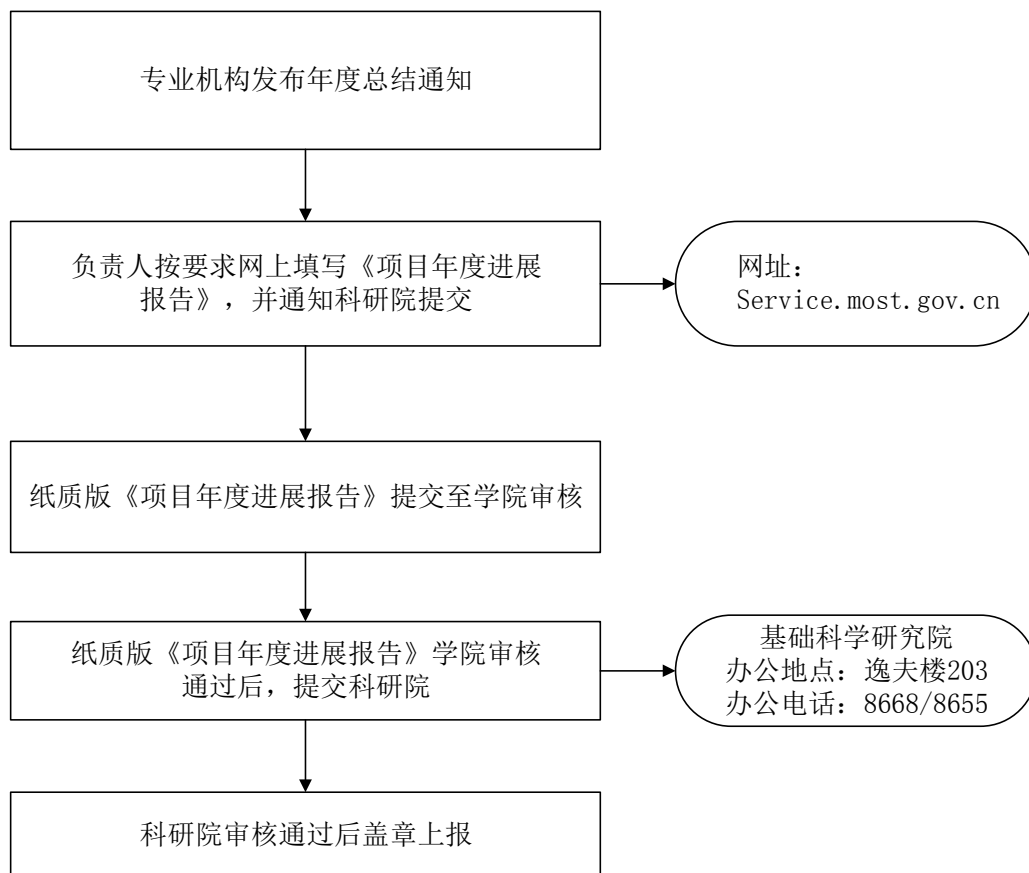 专业机构发布年度总结通知
负责人按要求网上填写《项目年度进展
报告》，并通知科研院提交
网址：
Service.most.gov.cn
纸质版《项目年度进展报告》提交至学院审核
纸质版《项目年度进展报告》学院审核
通过后，提交科研院
基础科学研究院
办公地点：逸夫楼203
办公电话：8668/8655
科研院审核通过后盖章上报